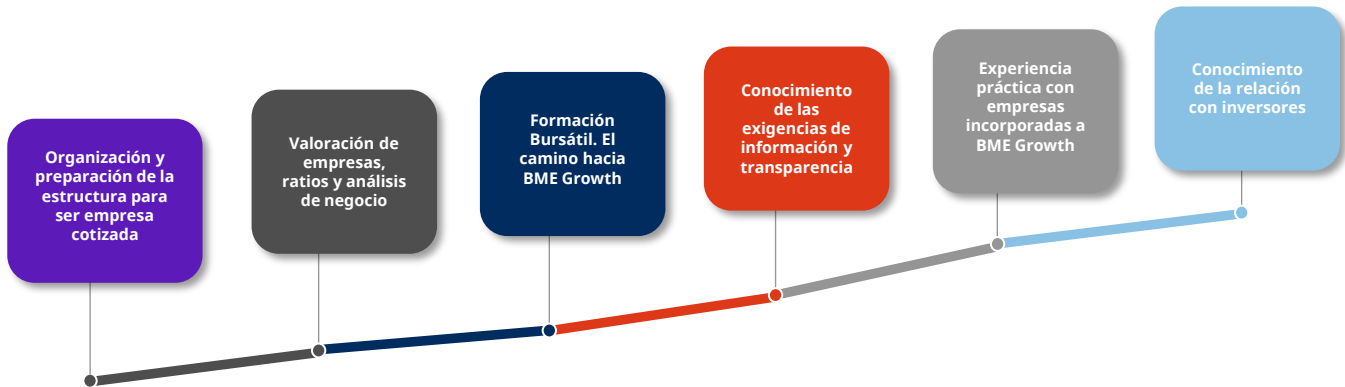 Organización y
preparación de la
estructura para
ser empresa
cotizada
Valoración de
empresas,
ratios y análisis
de negocio
Formación
Bursátil. El
camino hacia
BME Growth
Conocimiento
de las
exigencias de
información y
transparencia
Experiencia
práctica con
empresas
incorporadas a
BME Growth
Conocimiento
de la relación
con inversores